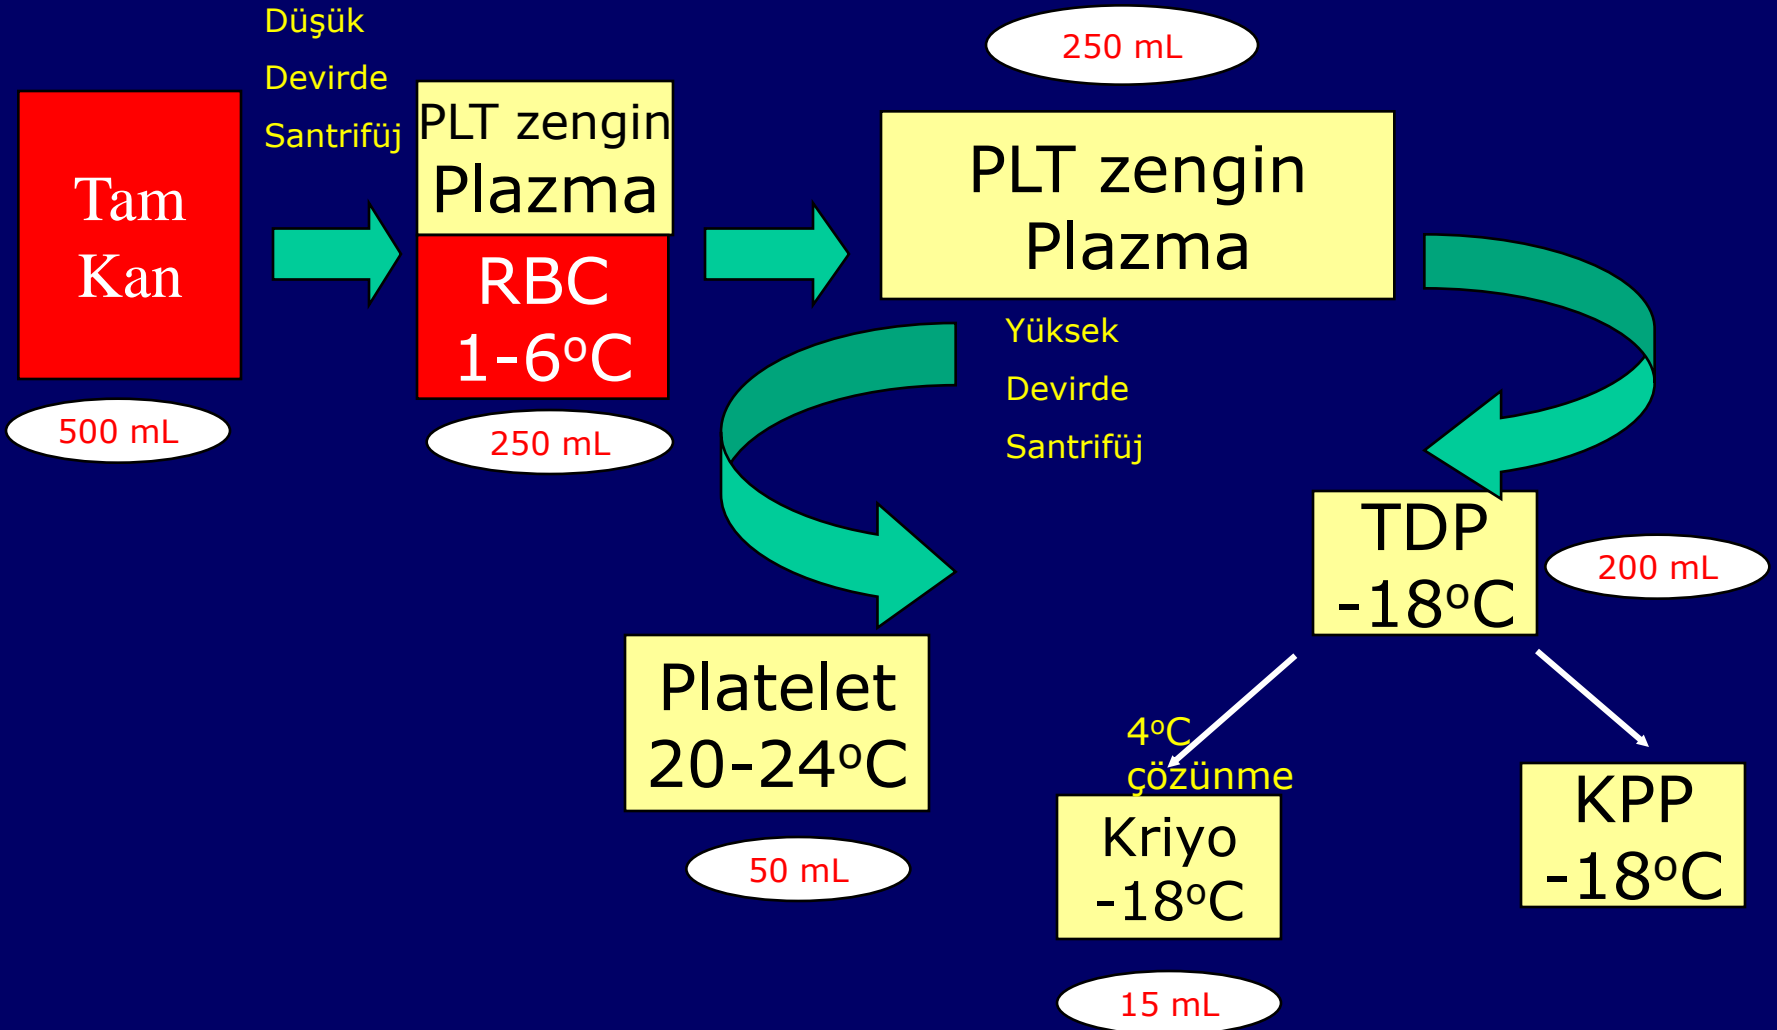 Düşük
Devirde
Santrifüj
250 mL
Tam
Kan
PLT zengin
Plazma
RBC
1-6ºC
PLT zengin
Plazma
500 mL
250 mL
Yüksek
Devirde
Santrifüj
TDP
-18ºC
200 mL
Platelet
20-24ºC
50 mL
4ºC
çözünme
Kriyo
-18ºC
15 mL
KPP
-18ºC